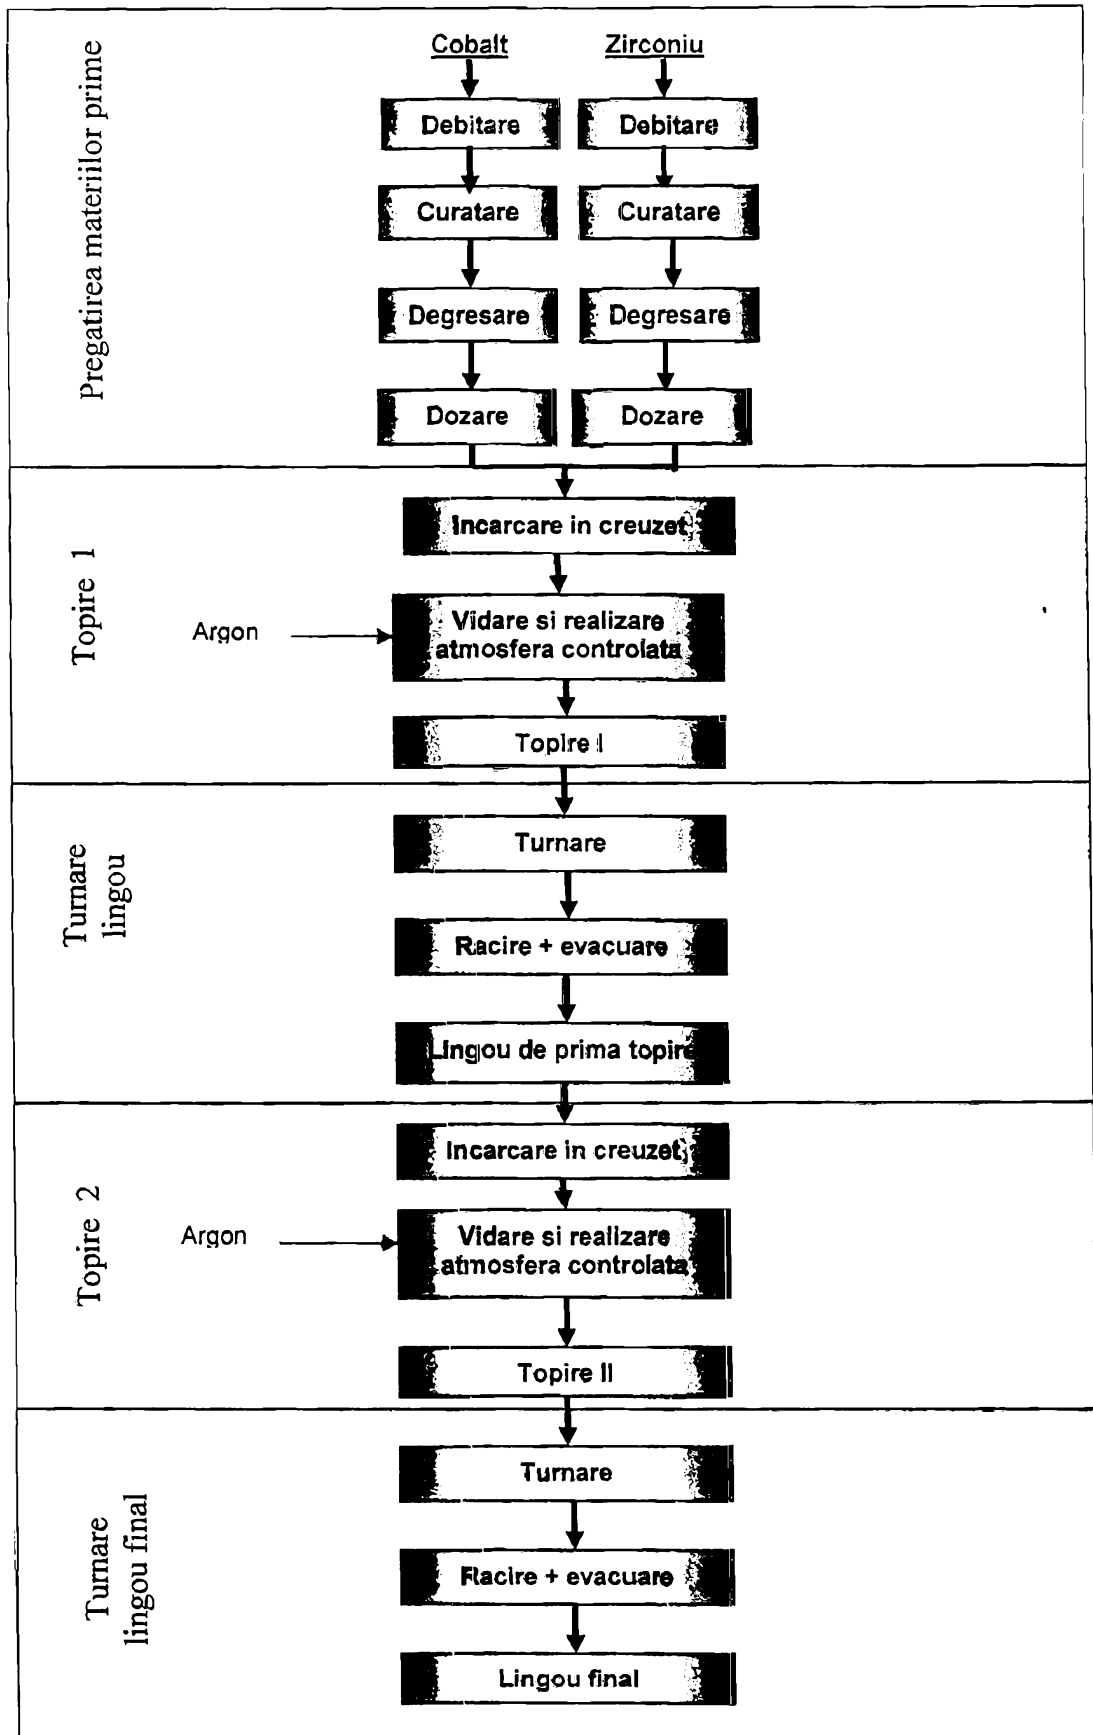 Pregatirea materiilor prime
Cobalt
Zirconiu
Debitare
Debitare
Curatare
Curatare
Degresare
Degresare
Dozare
Dozare
Topire 1
Incarcare in creuzet
Argon
Vidare si realizare
atmosfera controlata
Topire I
Turnare
lingou
Turnare
Racire + evacuare
Lingou de prima topire
Topire 2
Incarcare in creuzet
Argon
Vidare si realizare
atmosfera controlata
Topire II
Turnare
lingou final
Turnare
Racire + evacuare
Lingou final